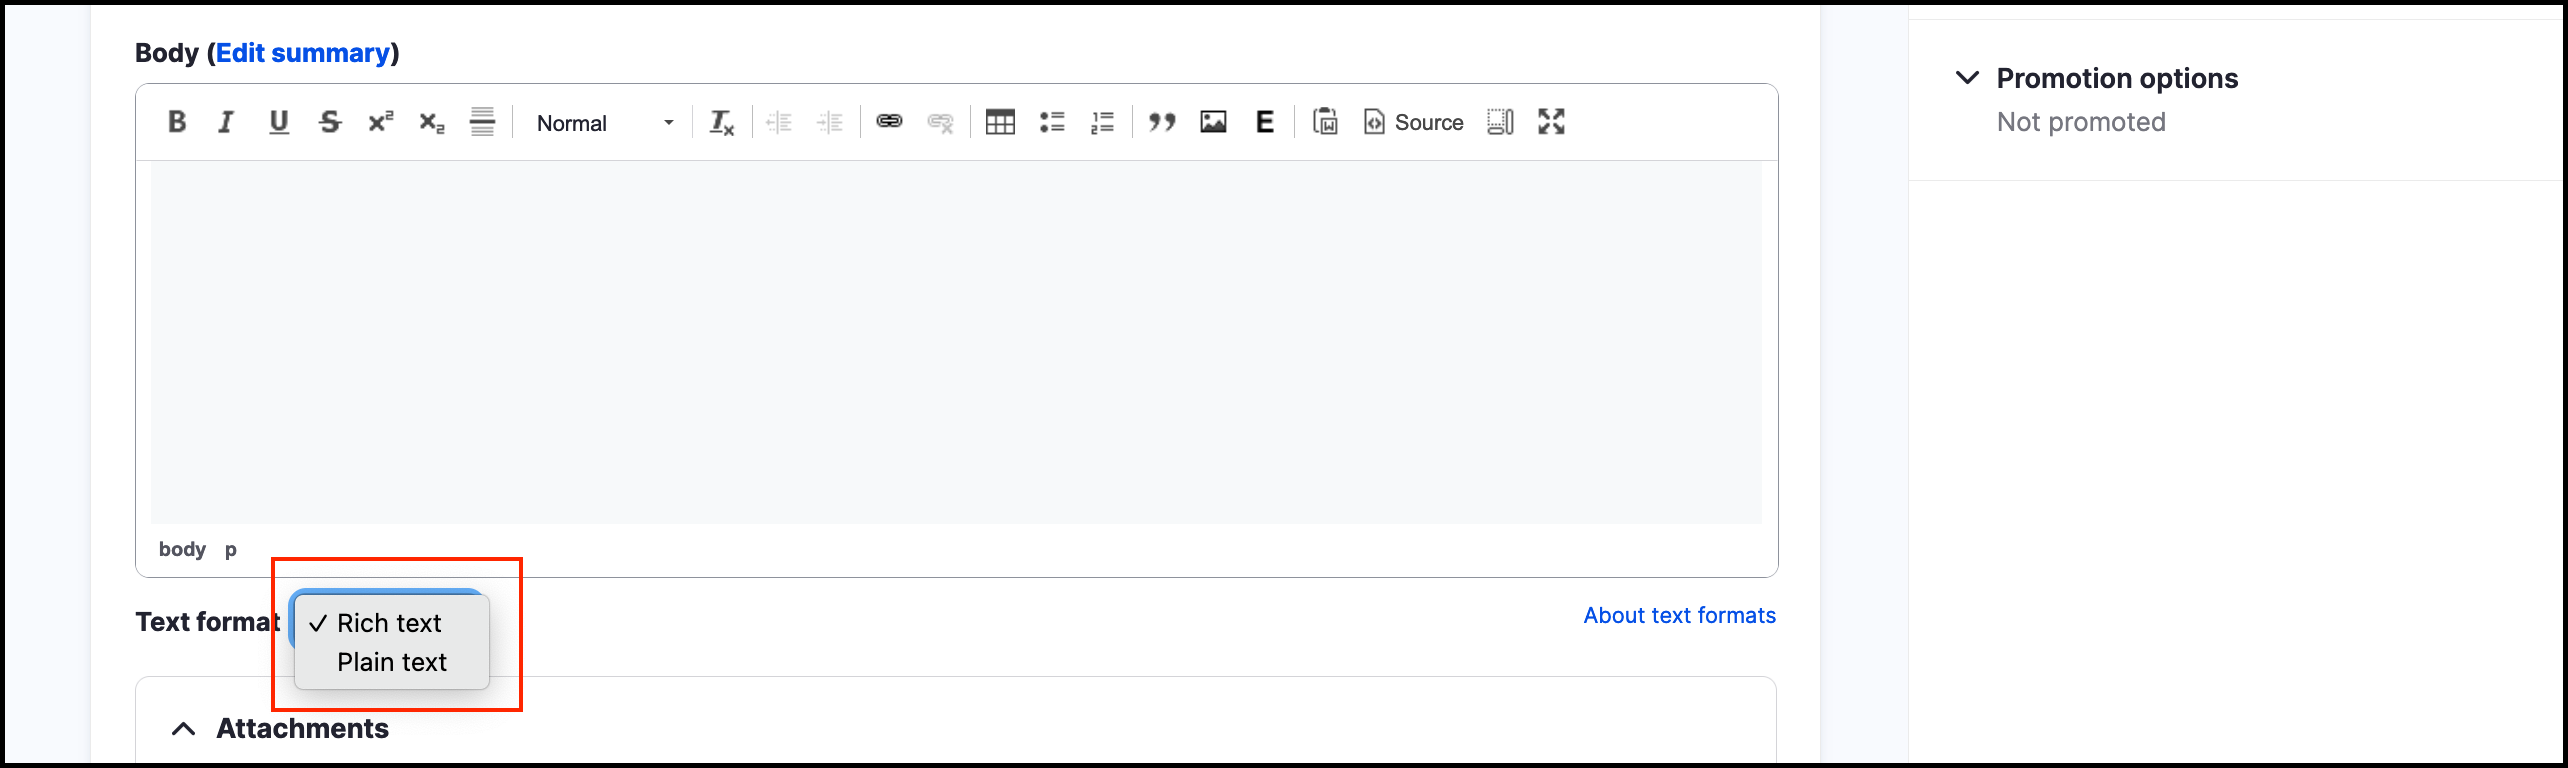 Body (Edit summary)
B I U S x² x₂ Normal Tx E Source
body p
Text format
✓ Rich text
Plain text
About text formats
Attachments
Promotion options
Not promoted